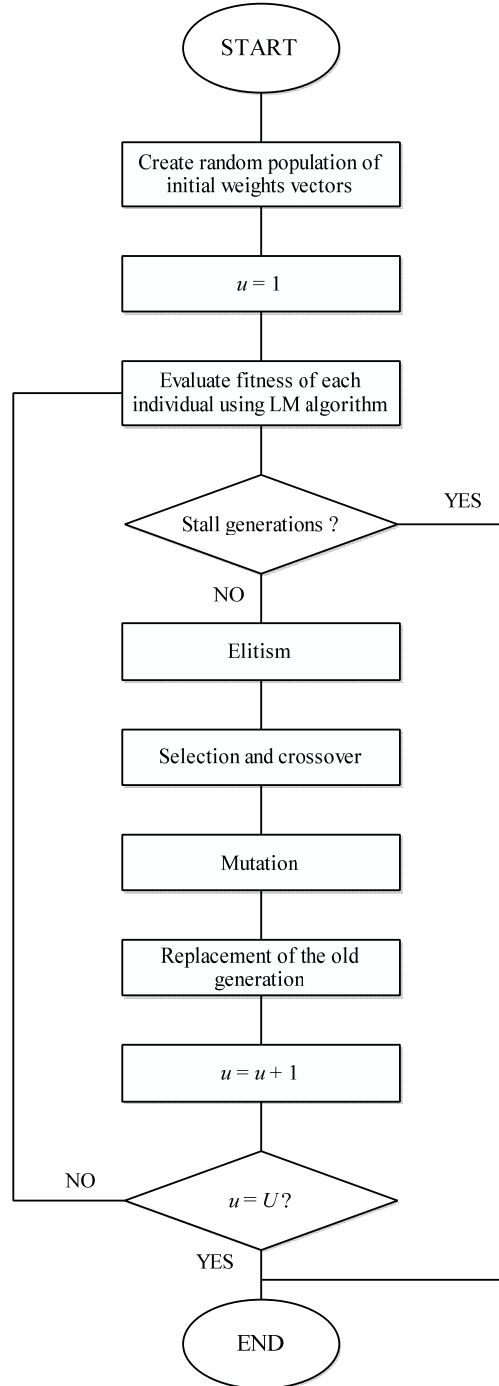 START
Create random population of
initial weights vectors
u = 1
Evaluate fitness of each
individual using LM algorithm
Stall generations ?
YES
NO
Elitism
Selection and crossover
Mutation
Replacement of the old
generation
u = u + 1
NO
u = U?
YES
END